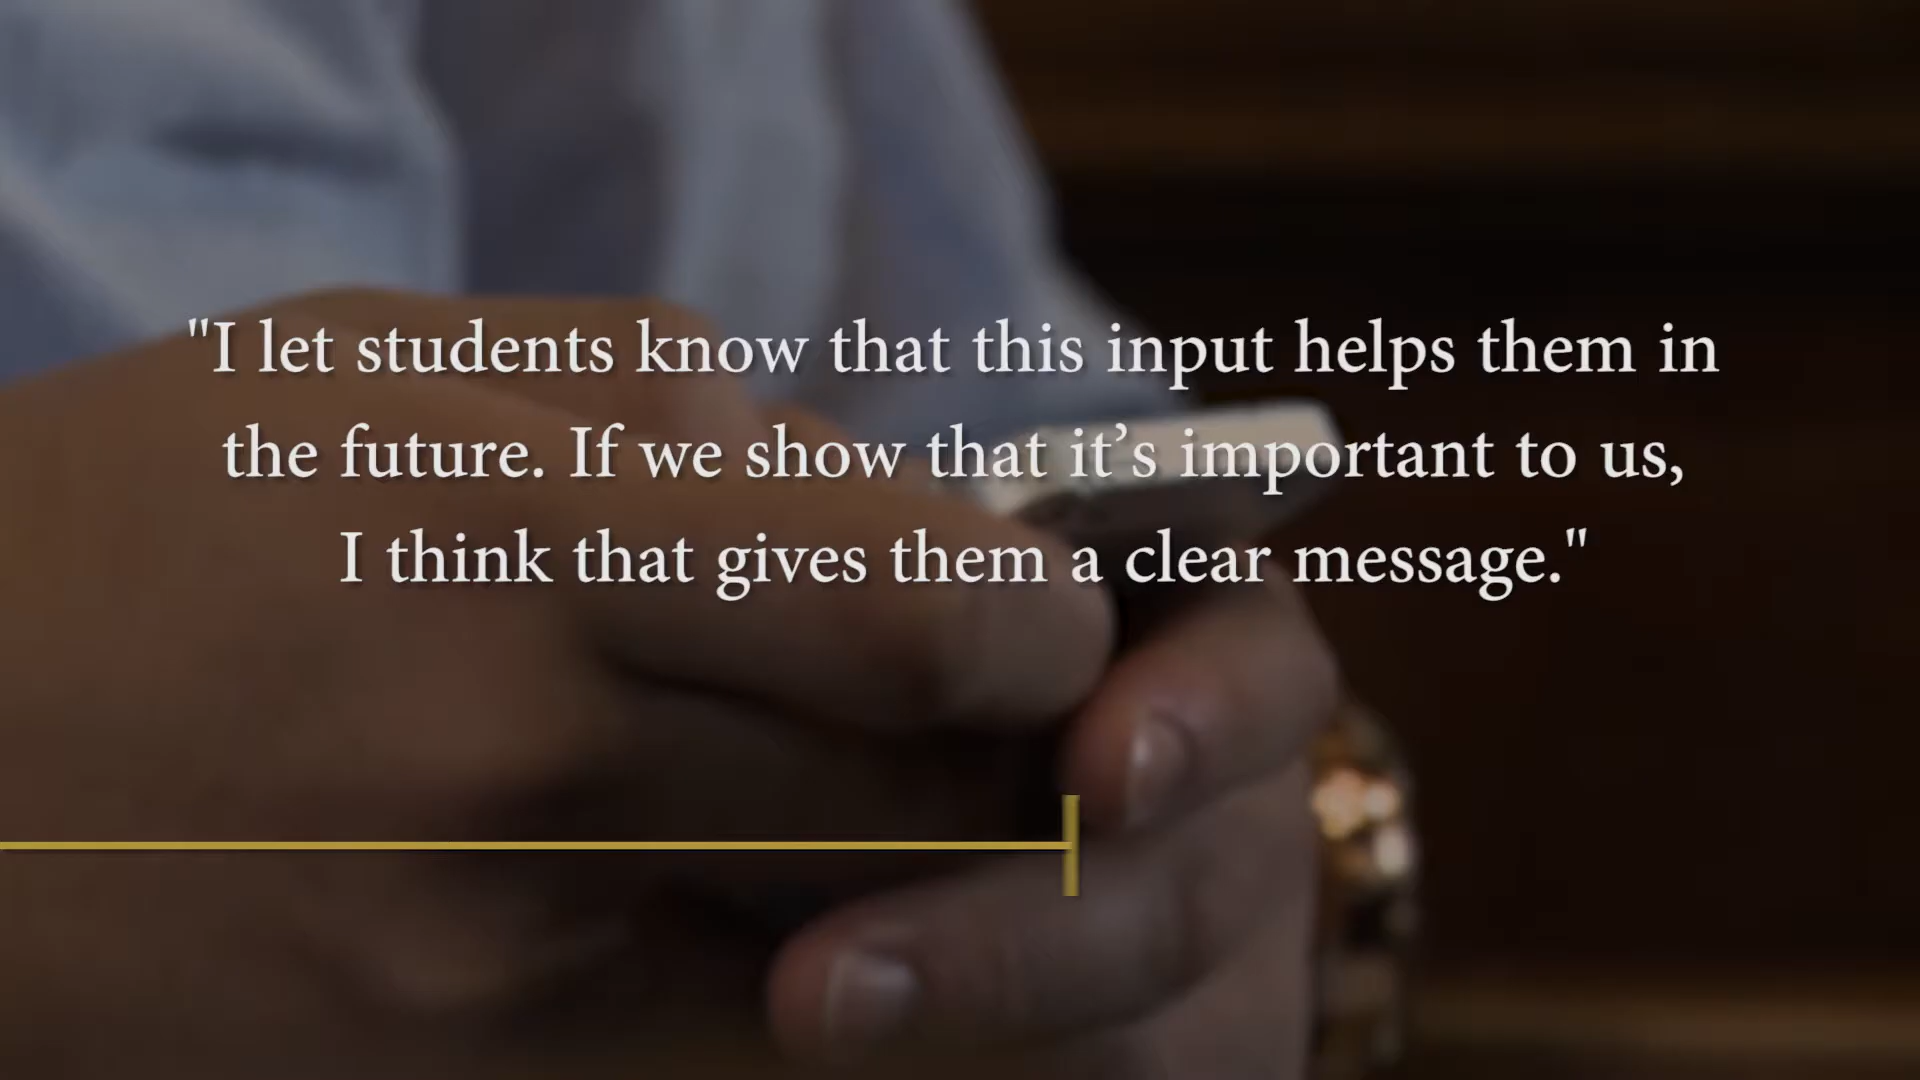 "I let students know that this input helps them in
the future. If we show that it’s important to us,
I think that gives them a clear message."